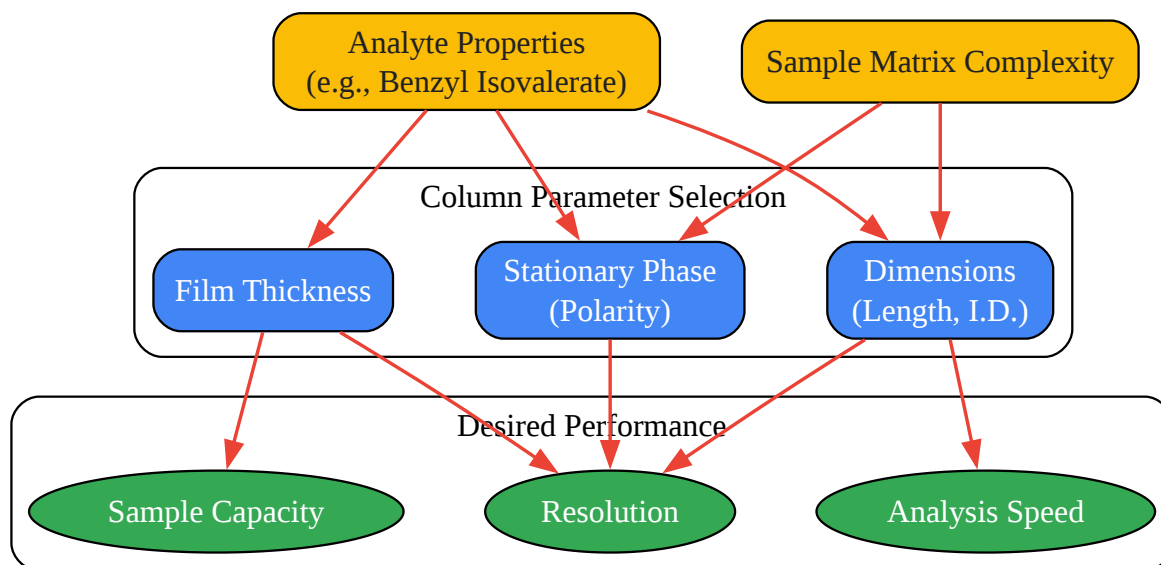 Analyte Properties
(e.g., Benzyl Isovalerate)
Sample Matrix Complexity
Column Parameter Selection
Film Thickness
Stationary Phase
(Polarity)
Dimensions
(Length, I.D.)
Desired Performance
Sample Capacity
Resolution
Analysis Speed